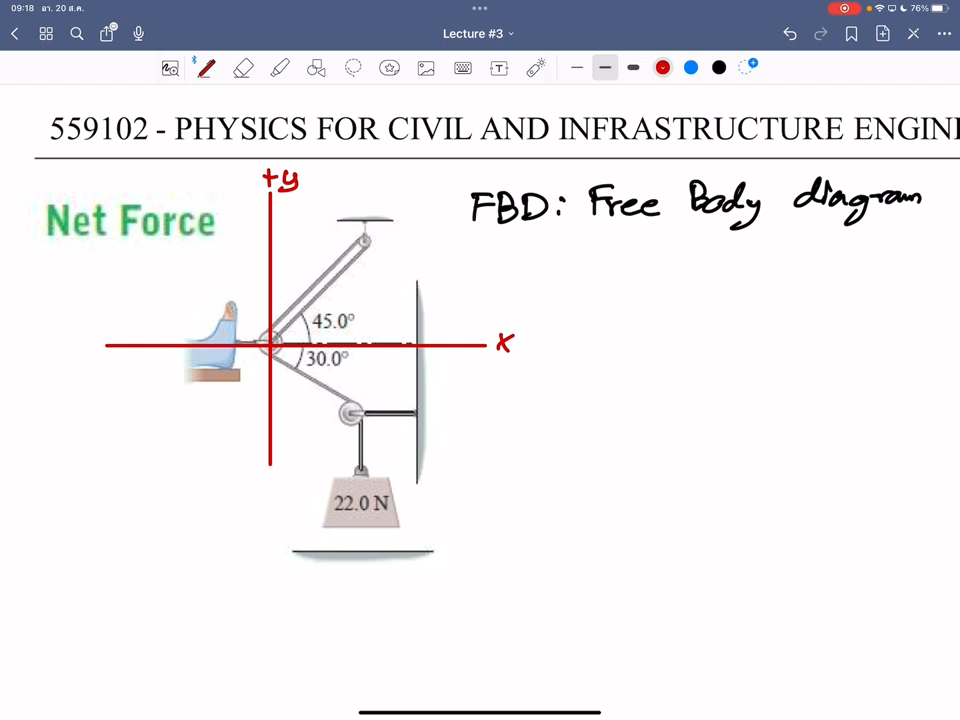 09:18 อา. 20 ส.ค.
76%
Lecture #3
559102 - PHYSICS FOR CIVIL AND INFRASTRUCTURE ENGIN
+y
Net Force
FBD: Free Body diagram
45.0°
x
30.0°
22.0 N